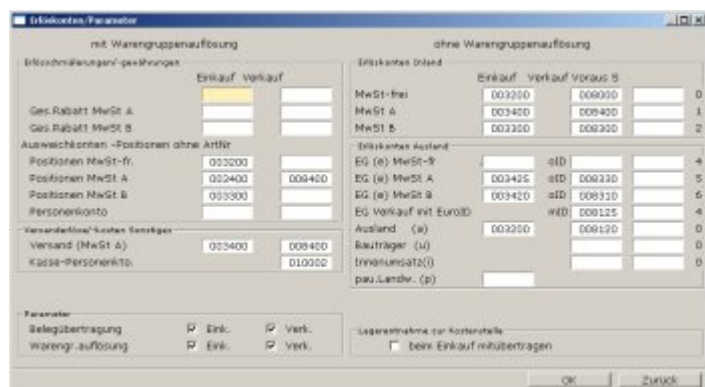 Erlöskonten/Parameter
mit Warengruppenauflösung
ohne Warengruppenauflösung
Erlösschmälerungen/-gewährungen
Einkauf Verkauf
Ges.Rabatt MwSt A
Ges.Rabatt MwSt B
Ausweichkonten -Positionen ohne ArtNr
Positionen MwSt-fr. 003200
Positionen MwSt A 003400 008400
Positionen MwSt B 003300
Personenkonto
Versanderlöse/-kosten Sonstiges
Versand (MwSt A) 003400 008400
Kasse-Personenkto. 010002
Parameter
Belegübertragung Eink. Verk.
Warengr.auflösung Eink. Verk.
Erlöskonten Inland
Einkauf Verkauf Voraus S
MwSt-frei 003200 008000 0
MwSt A 003400 008400 1
MwSt B 003300 008300 2
Erlöskonten Ausland
EG (e) MwSt-fr oID 4
EG (e) MwSt A 003425 oID 008330 5
EG (e) MwSt B 003420 oID 008310 6
EG Verkauf mit EuroID mID 008125 4
Ausland (a) 003200 008120 0
Bauträger (u) 0
Innenumsatz(i) 0
pau.Landw. (p)
Lagerentnahme zur Kostenstelle
beim Einkauf mitübertragen
OK Zurück